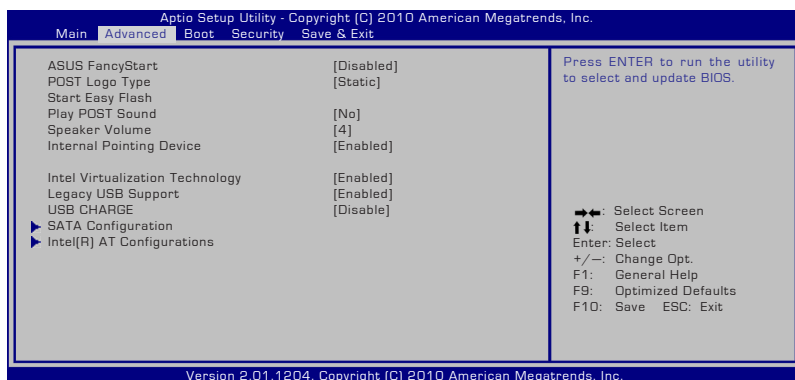 Aptio Setup Utility - Copyright (C) 2010 American Megatrends, Inc.
Main Advanced Boot Security Save & Exit
ASUS FancyStart [Disabled]
POST Logo Type [Static]
Start Easy Flash
Play POST Sound [No]
Speaker Volume [4]
Internal Pointing Device [Enabled]
Intel Virtualization Technology [Enabled]
Legacy USB Support [Enabled]
USB CHARGE [Disable]
SATA Configuration
Intel(R) AT Configurations
Press ENTER to run the utility
to select and update BIOS.
→←: Select Screen
↑↓: Select Item
Enter: Select
+/—: Change Opt.
F1: General Help
F9: Optimized Defaults
F10: Save ESC: Exit
Version 2.01.1204. Copyright (C) 2010 American Megatrends, Inc.